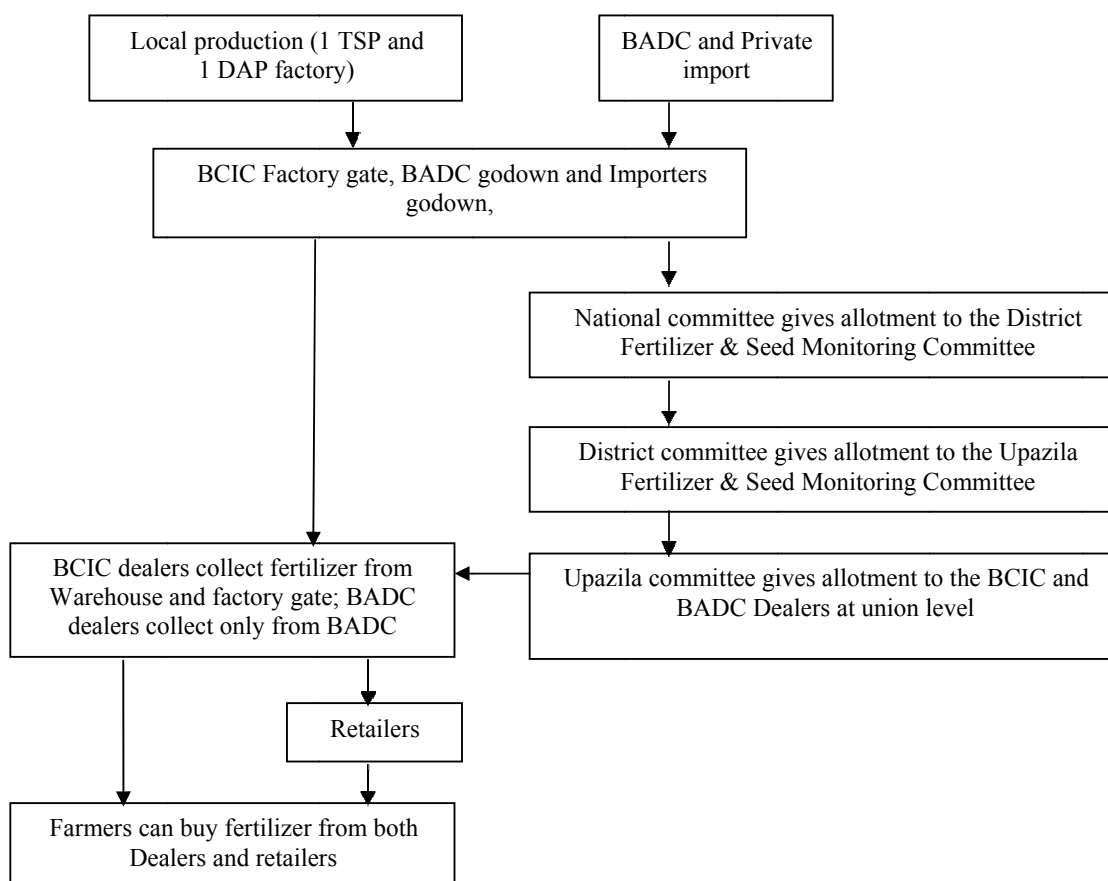 Local production (1 TSP and
1 DAP factory)
BADC and Private
import
BCIC Factory gate, BADC godown and Importers
godown,
National committee gives allotment to the District
Fertilizer & Seed Monitoring Committee
District committee gives allotment to the Upazila
Fertilizer & Seed Monitoring Committee
BCIC dealers collect fertilizer from
Warehouse and factory gate; BADC
dealers collect only from BADC
Upazila committee gives allotment to the BCIC and
BADC Dealers at union level
Retailers
Farmers can buy fertilizer from both
Dealers and retailers